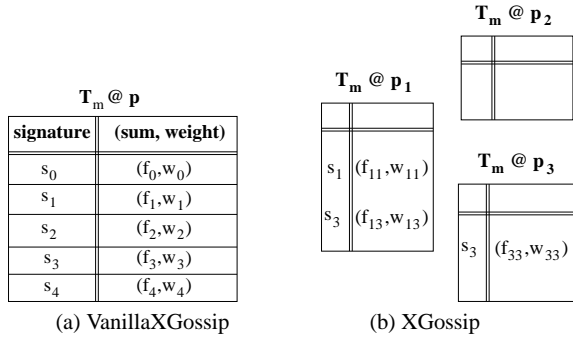 T_m @ p
signature (sum, weight)
s_0 (f_0,w_0)
s_1 (f_1,w_1)
s_2 (f_2,w_2)
s_3 (f_3,w_3)
s_4 (f_4,w_4)
(a) VanillaXGossip
T_m @ p_1
s_1 (f_11,w_11)
s_3 (f_13,w_13)
T_m @ p_2
T_m @ p_3
s_3 (f_33,w_33)
(b) XGossip